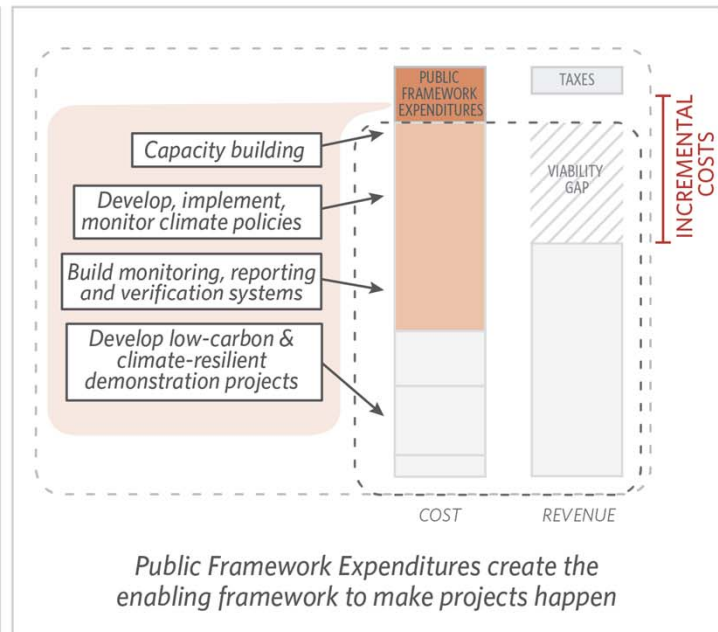 PUBLIC
FRAMEWORK
EXPENDITURES
TAXES
Capacity building
Develop, implement,
monitor climate policies
Build monitoring, reporting
and verification systems
Develop low-carbon &
climate-resilient
demonstration projects
VIABILITY
GAP
INCREMENTAL
COSTS
COST
REVENUE
Public Framework Expenditures create the
enabling framework to make projects happen